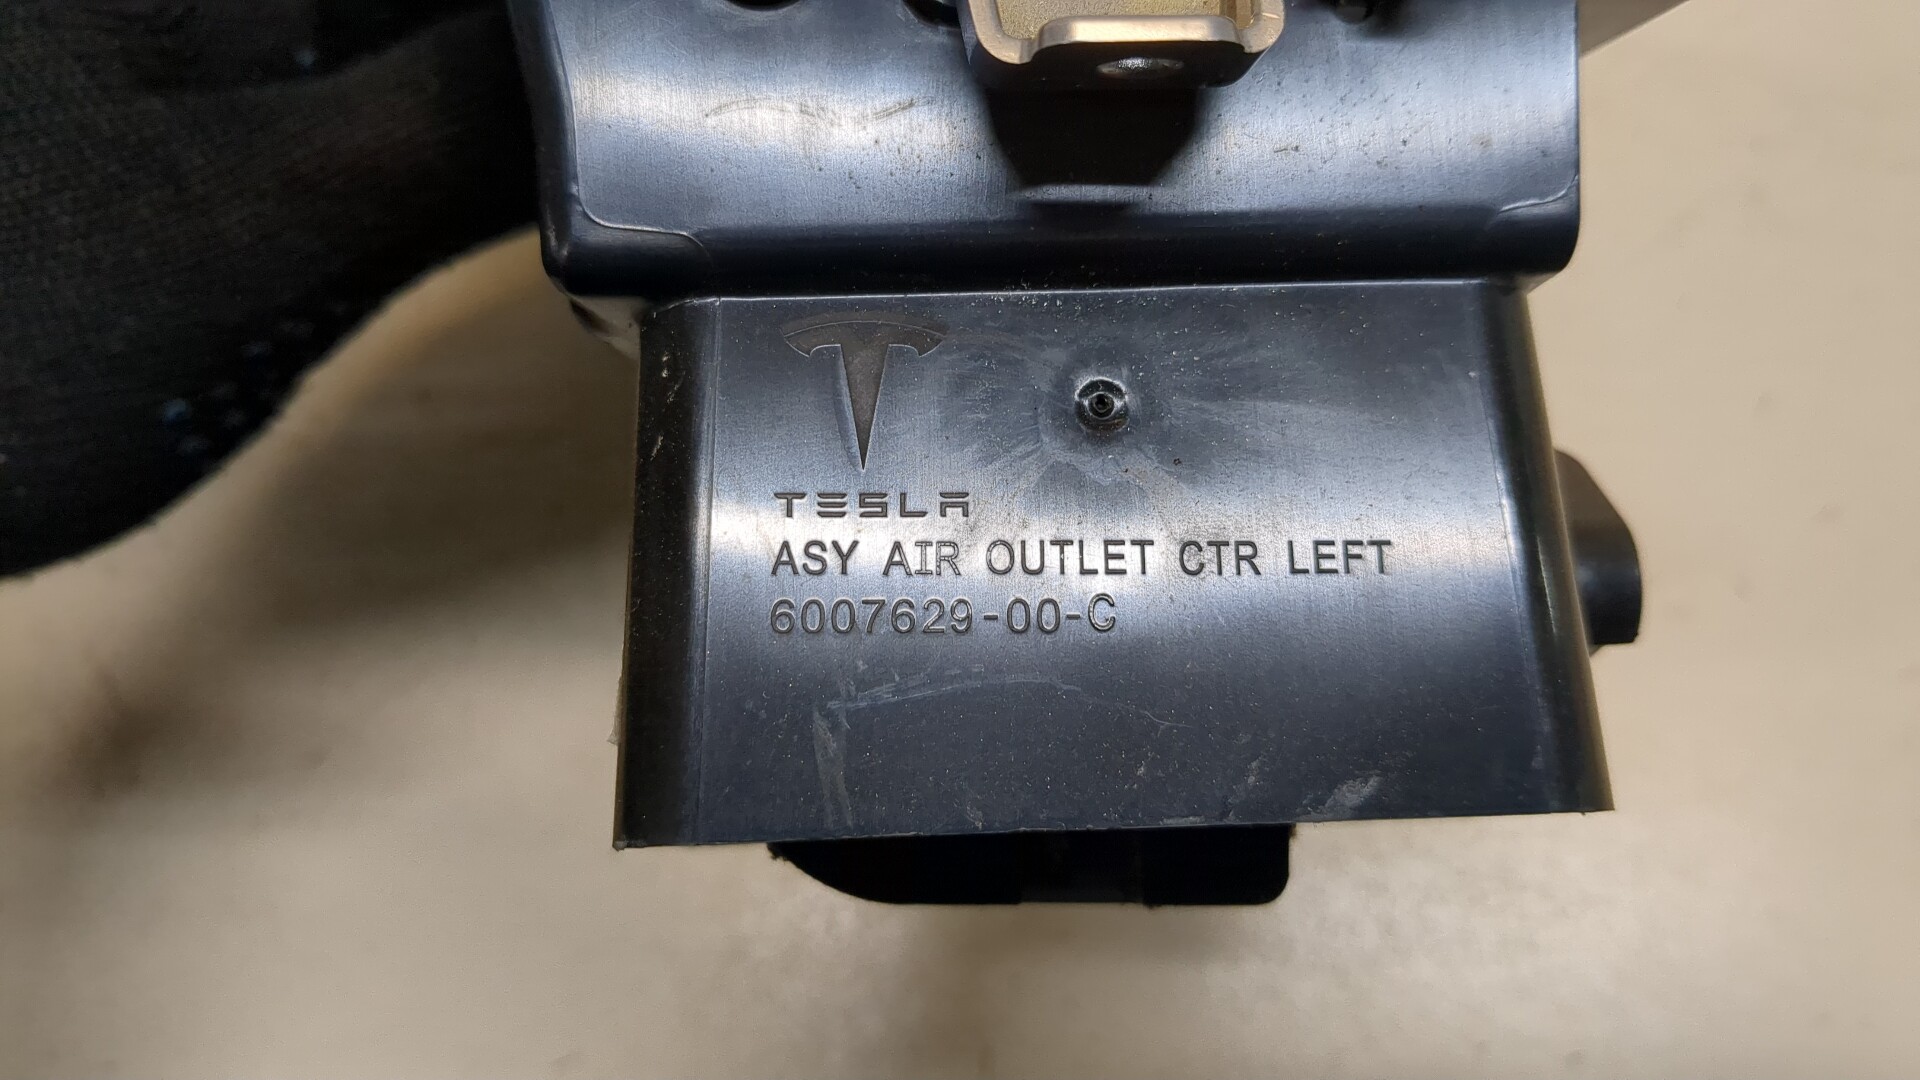 TESLA
ASY AIR OUTLET CTR LEFT
6007629-00-C